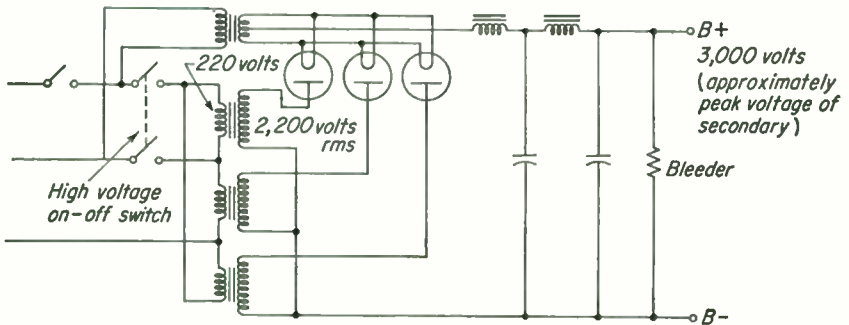 B+
3,000 volts
(approximately
peak voltage of
secondary)
220 volts
2,200 volts
rms
High voltage
on-off switch
Bleeder
B-